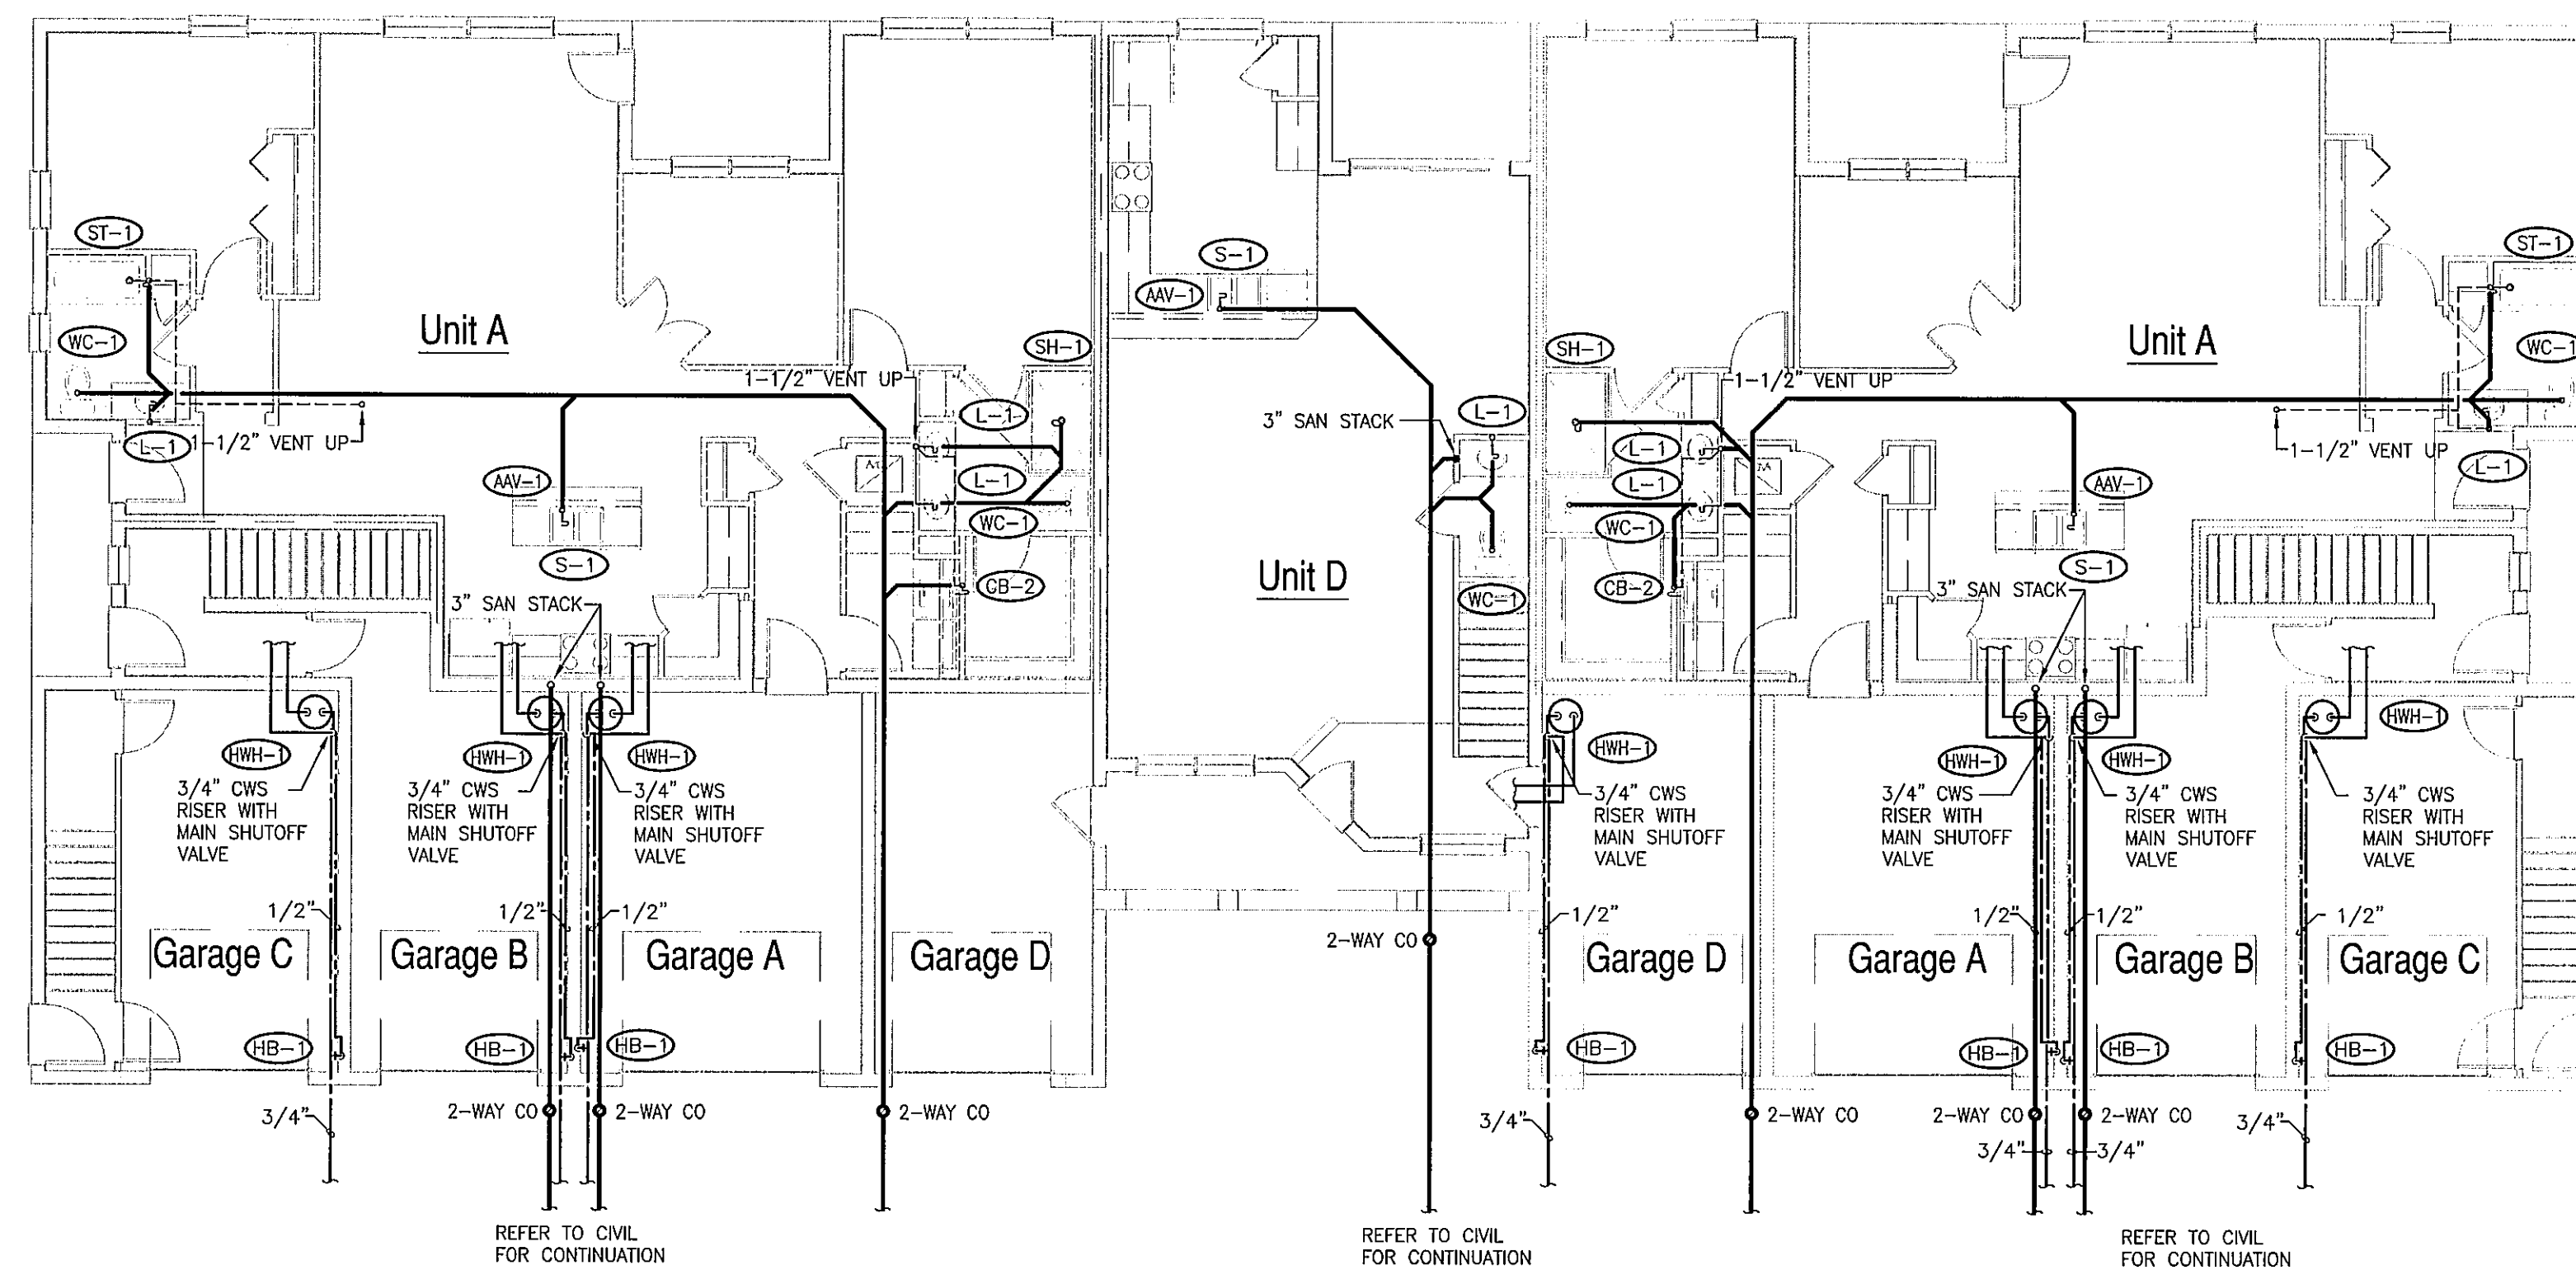 ST-1
WC-1
L-1
Unit A
1-1/2" VENT UP
1-1/2" VENT UP
SH-1
L-1
L-1
WC-1
CB-2
M
AAV-1
S-1
3" SAN STACK
S-1
AAV-1
3" SAN STACK
L-1
WC-1
Unit D
SH-1
1-1/2" VENT UP
L-1
L-1
WC-1
CB-2
M
Unit A
AAV-1
S-1
3" SAN STACK
ST-1
WC-1
1-1/2" VENT UP
L-1
HWH-1
3/4" CWS
RISER WITH
MAIN SHUTOFF
VALVE
HWH-1
3/4" CWS
RISER WITH
MAIN SHUTOFF
VALVE
HWH-1
3/4" CWS
RISER WITH
MAIN SHUTOFF
VALVE
HWH-1
3/4" CWS
RISER WITH
MAIN SHUTOFF
VALVE
HWH-1
3/4" CWS
RISER WITH
MAIN SHUTOFF
VALVE
HWH-1
3/4" CWS
RISER WITH
MAIN SHUTOFF
VALVE
HWH-1
3/4" CWS
RISER WITH
MAIN SHUTOFF
VALVE
1/2"
1/2"
1/2"
1/2"
1/2"
1/2"
1/2"
Garage C
Garage B
Garage A
Garage D
2-WAY CO
Garage D
Garage A
Garage B
Garage C
HB-1
HB-1
HB-1
HB-1
HB-1
HB-1
HB-1
3/4"
2-WAY CO
2-WAY CO
2-WAY CO
3/4"
2-WAY CO
2-WAY CO
2-WAY CO
3/4"
3/4"
3/4"
REFER TO CIVIL
FOR CONTINUATION
REFER TO CIVIL
FOR CONTINUATION
REFER TO CIVIL
FOR CONTINUATION